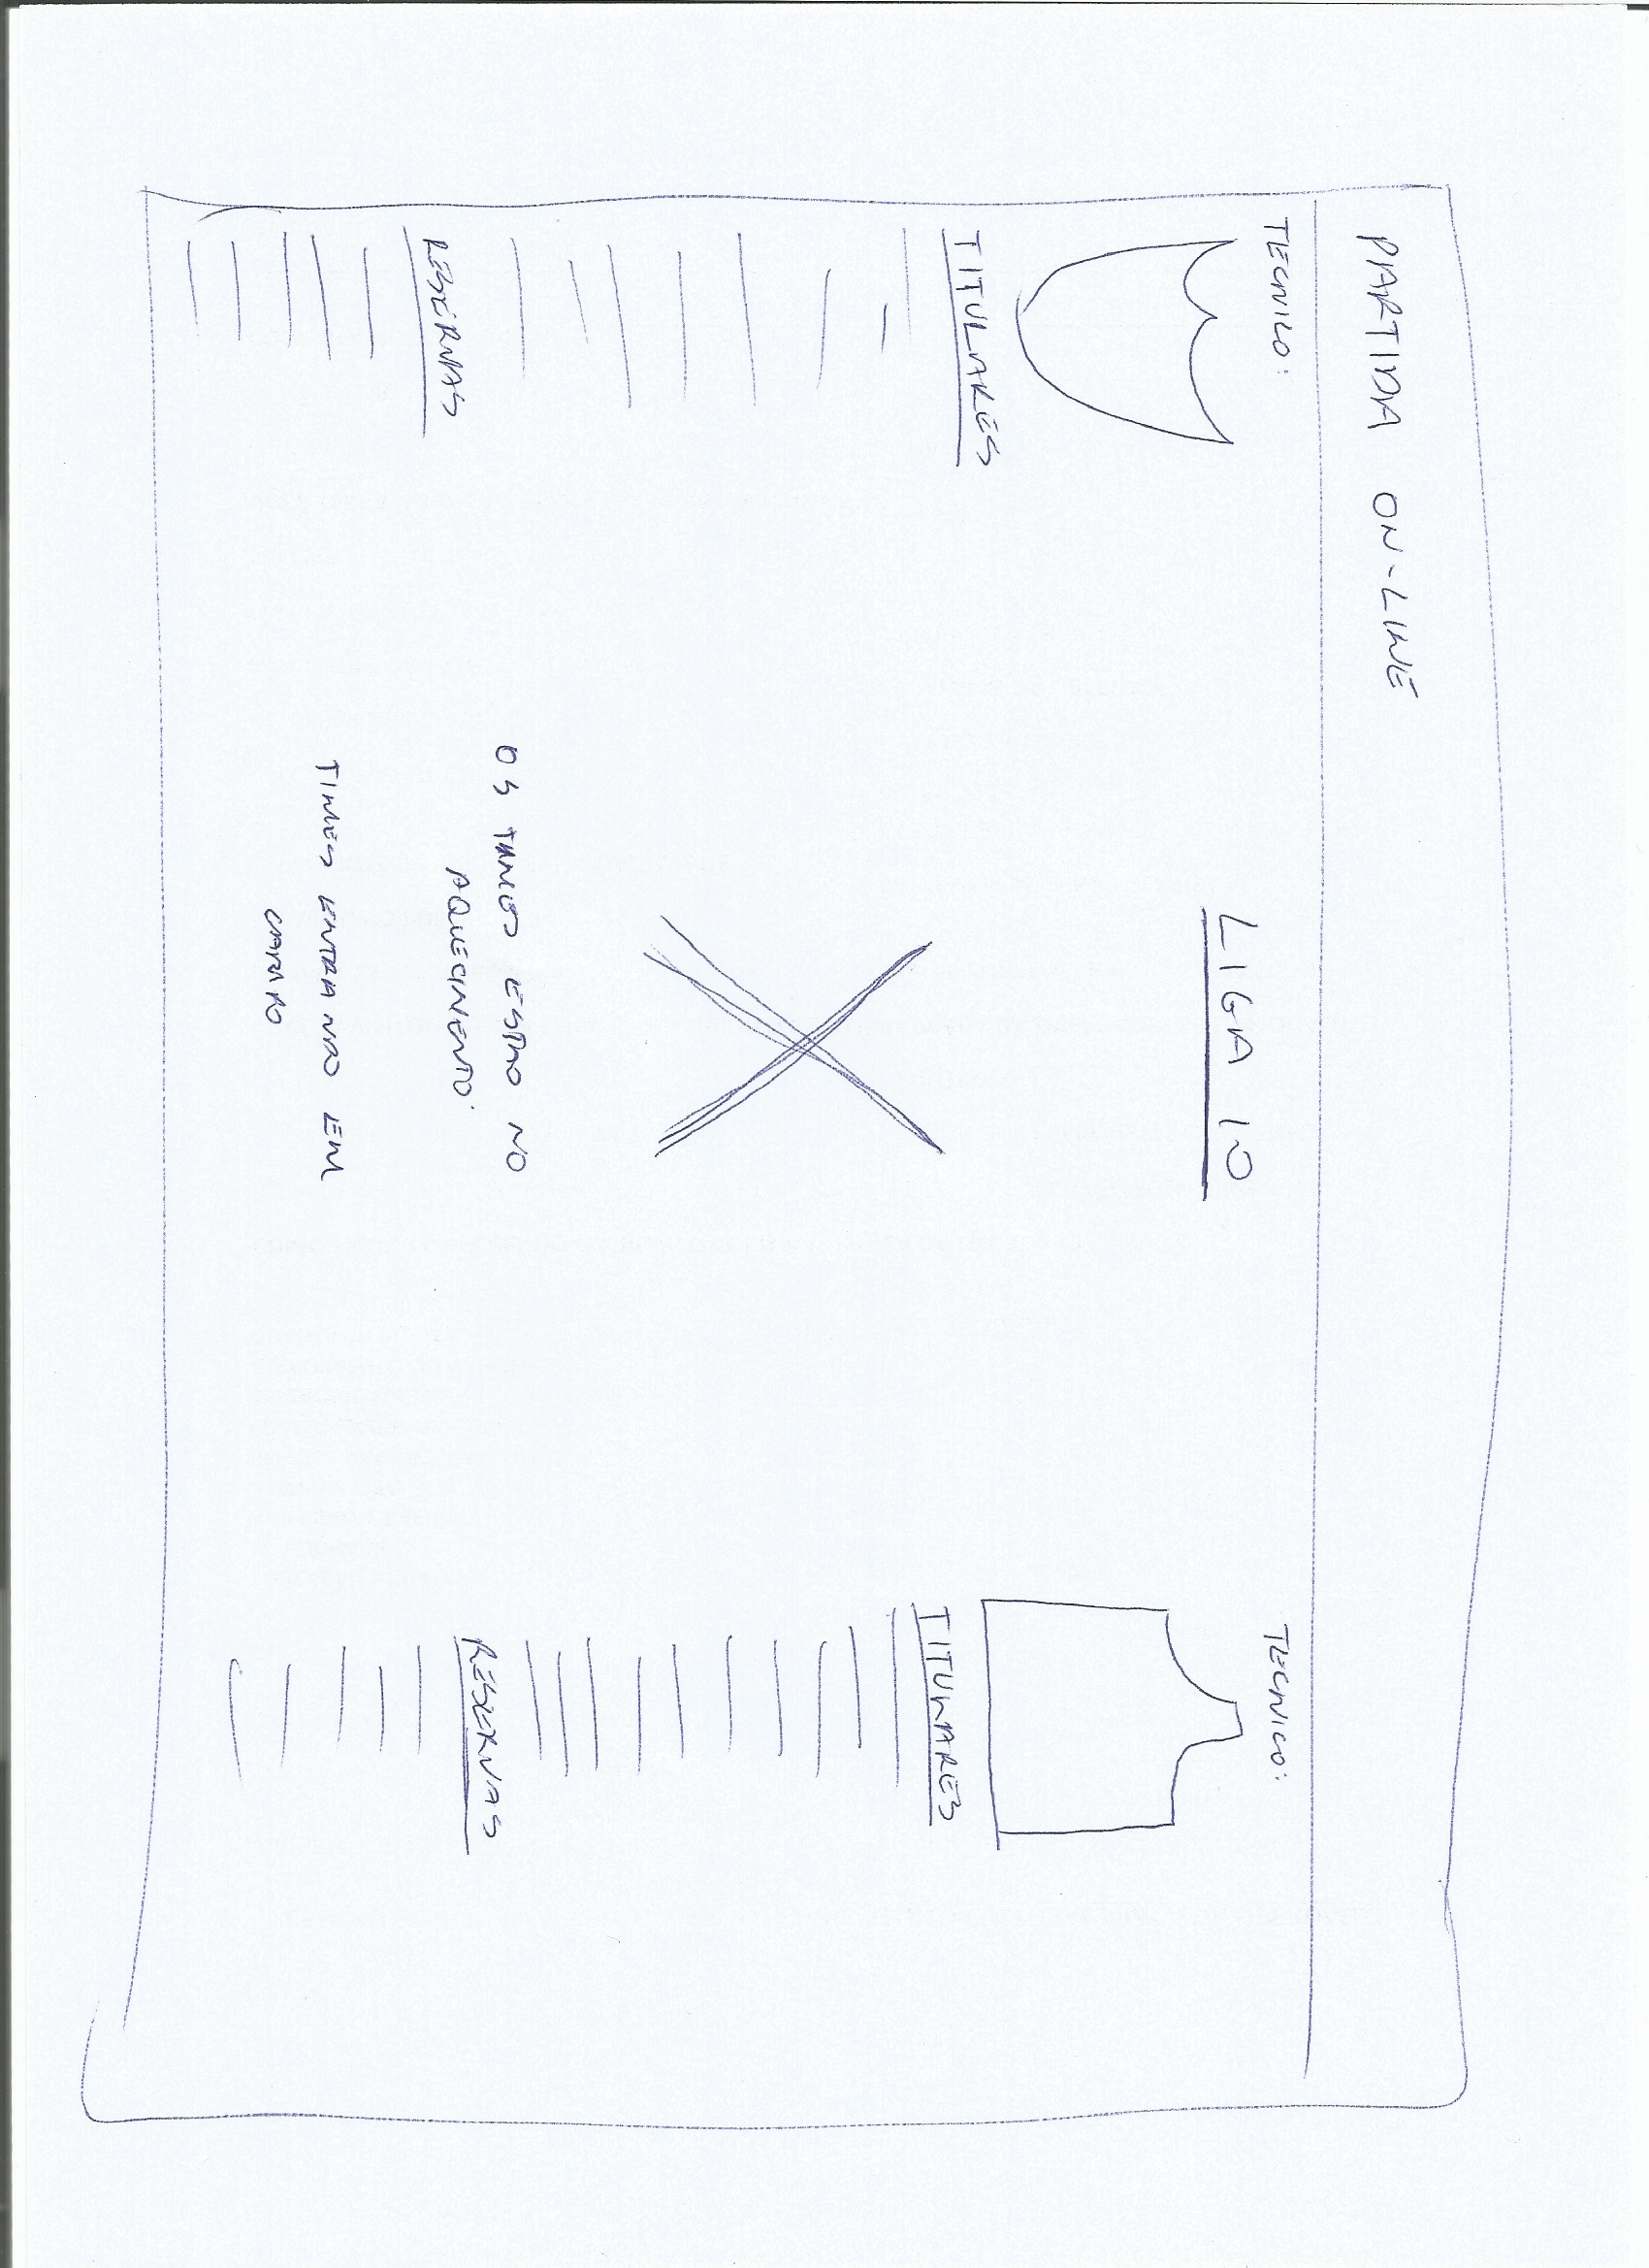 PARTIDA ON-LINE
TECNICO:
LIGA 10
TECNICO:
TITULARES
TITULARES
RESERVAS
RESERVAS
OS TIMES ESTAO NO
AQUECIMENTO.
TIMES ENTRANDO EM
CAMPO